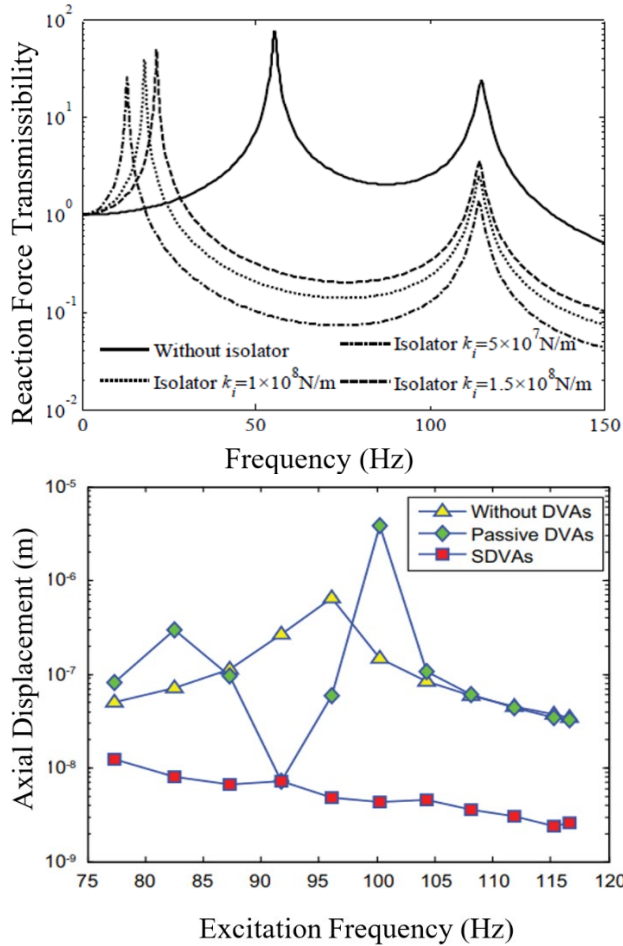 Reaction Force Transmissibility
10²
10¹
10⁰
10⁻¹
10⁻²
Without isolator
Isolator kᵢ=5×10⁷N/m
Isolator kᵢ=1×10⁸N/m
Isolator kᵢ=1.5×10⁸N/m
0 50 100 150
Frequency (Hz)
Axial Displacement (m)
10⁻⁵
10⁻⁶
10⁻⁷
10⁻⁸
10⁻⁹
Without DVAs
Passive DVAs
SDVAs
75 80 85 90 95 100 105 110 115 120
Excitation Frequency (Hz)